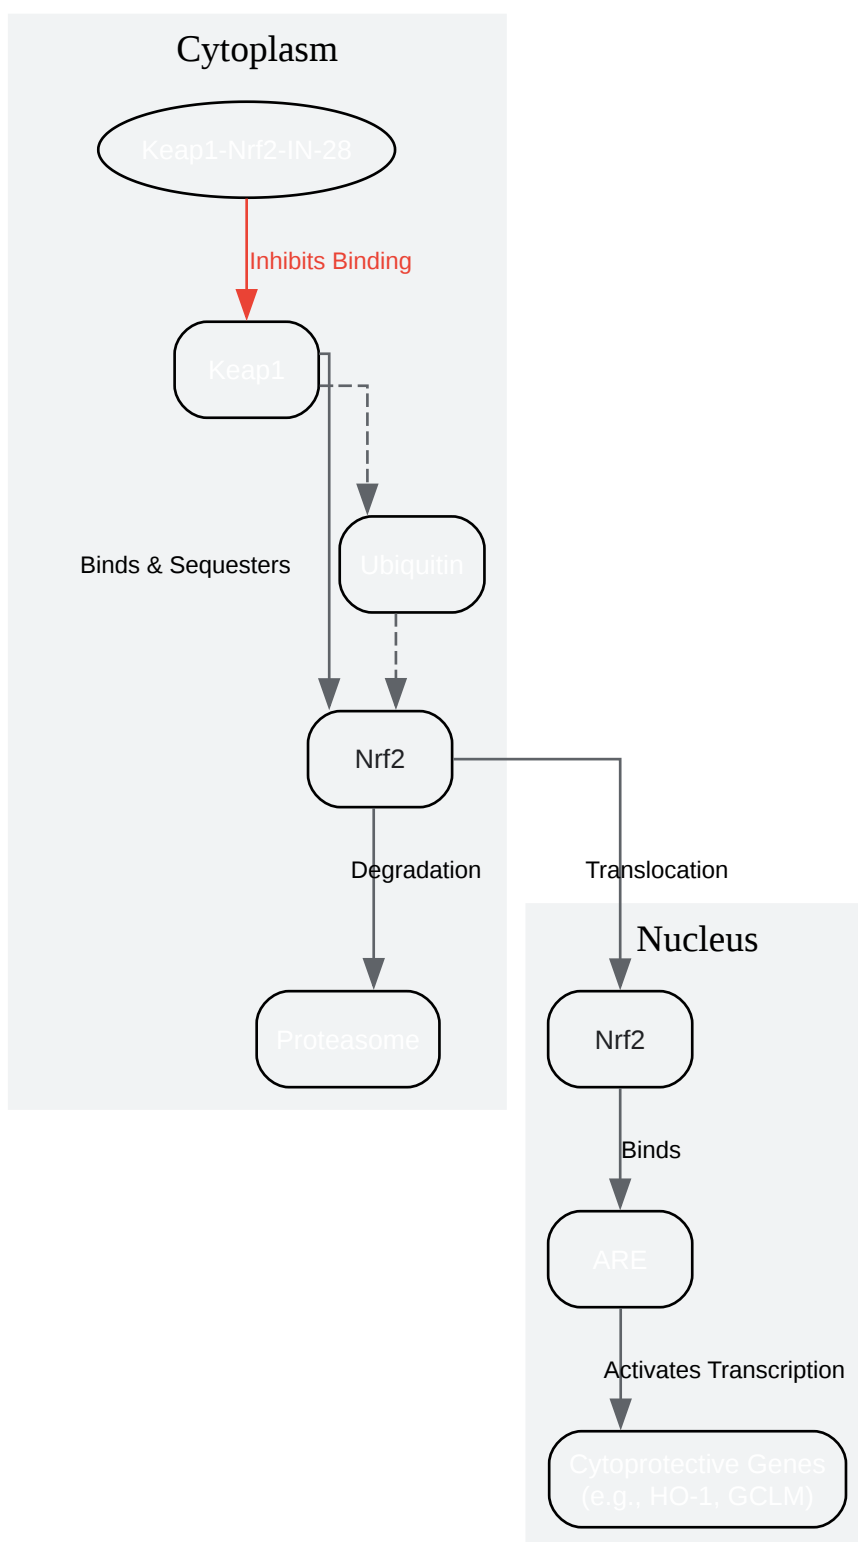 Cytoplasm
Keap1-Nrf2-IN-28
Inhibits Binding
Keap1
Binds & Sequesters
Ubiquitin
Nrf2
Degradation
Translocation
Nucleus
Proteasome
Nrf2
Binds
ARE
Activates Transcription
Cytoprotective Genes
(e.g., HO-1, GCLM)